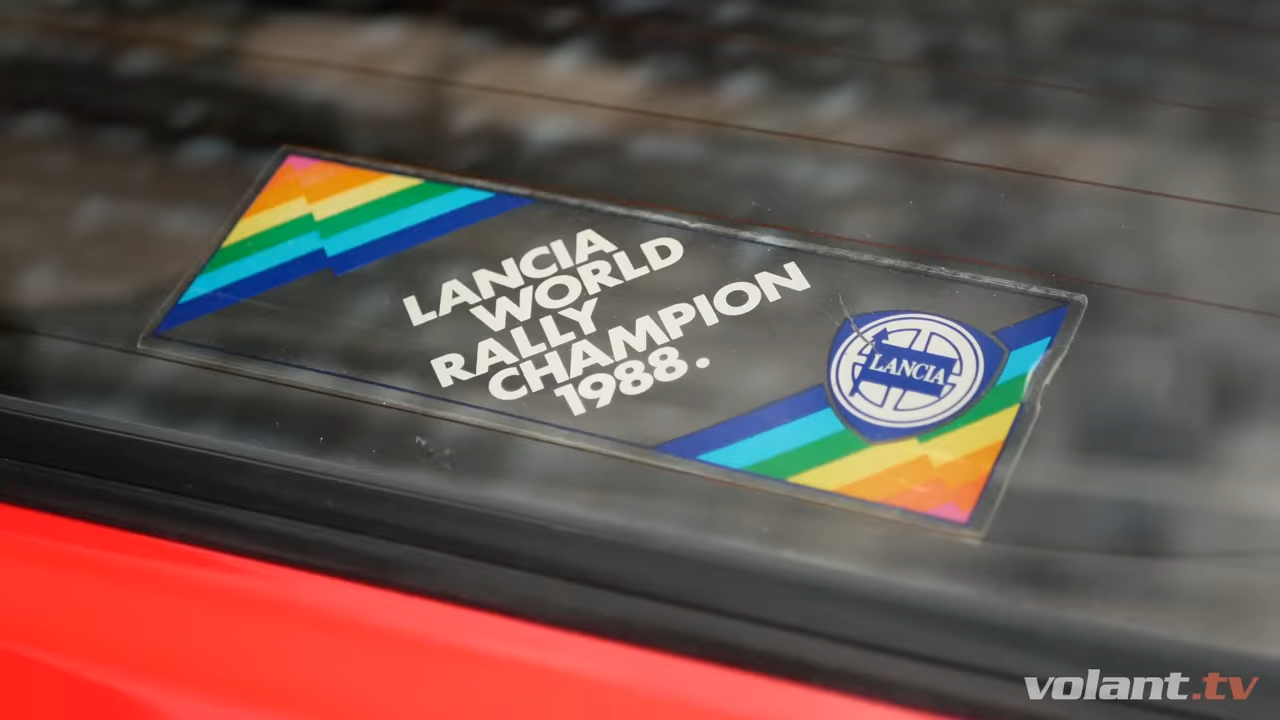 LANCIA
WORLD
RALLY
CHAMPION
1988.
LANCIA
volant.tv